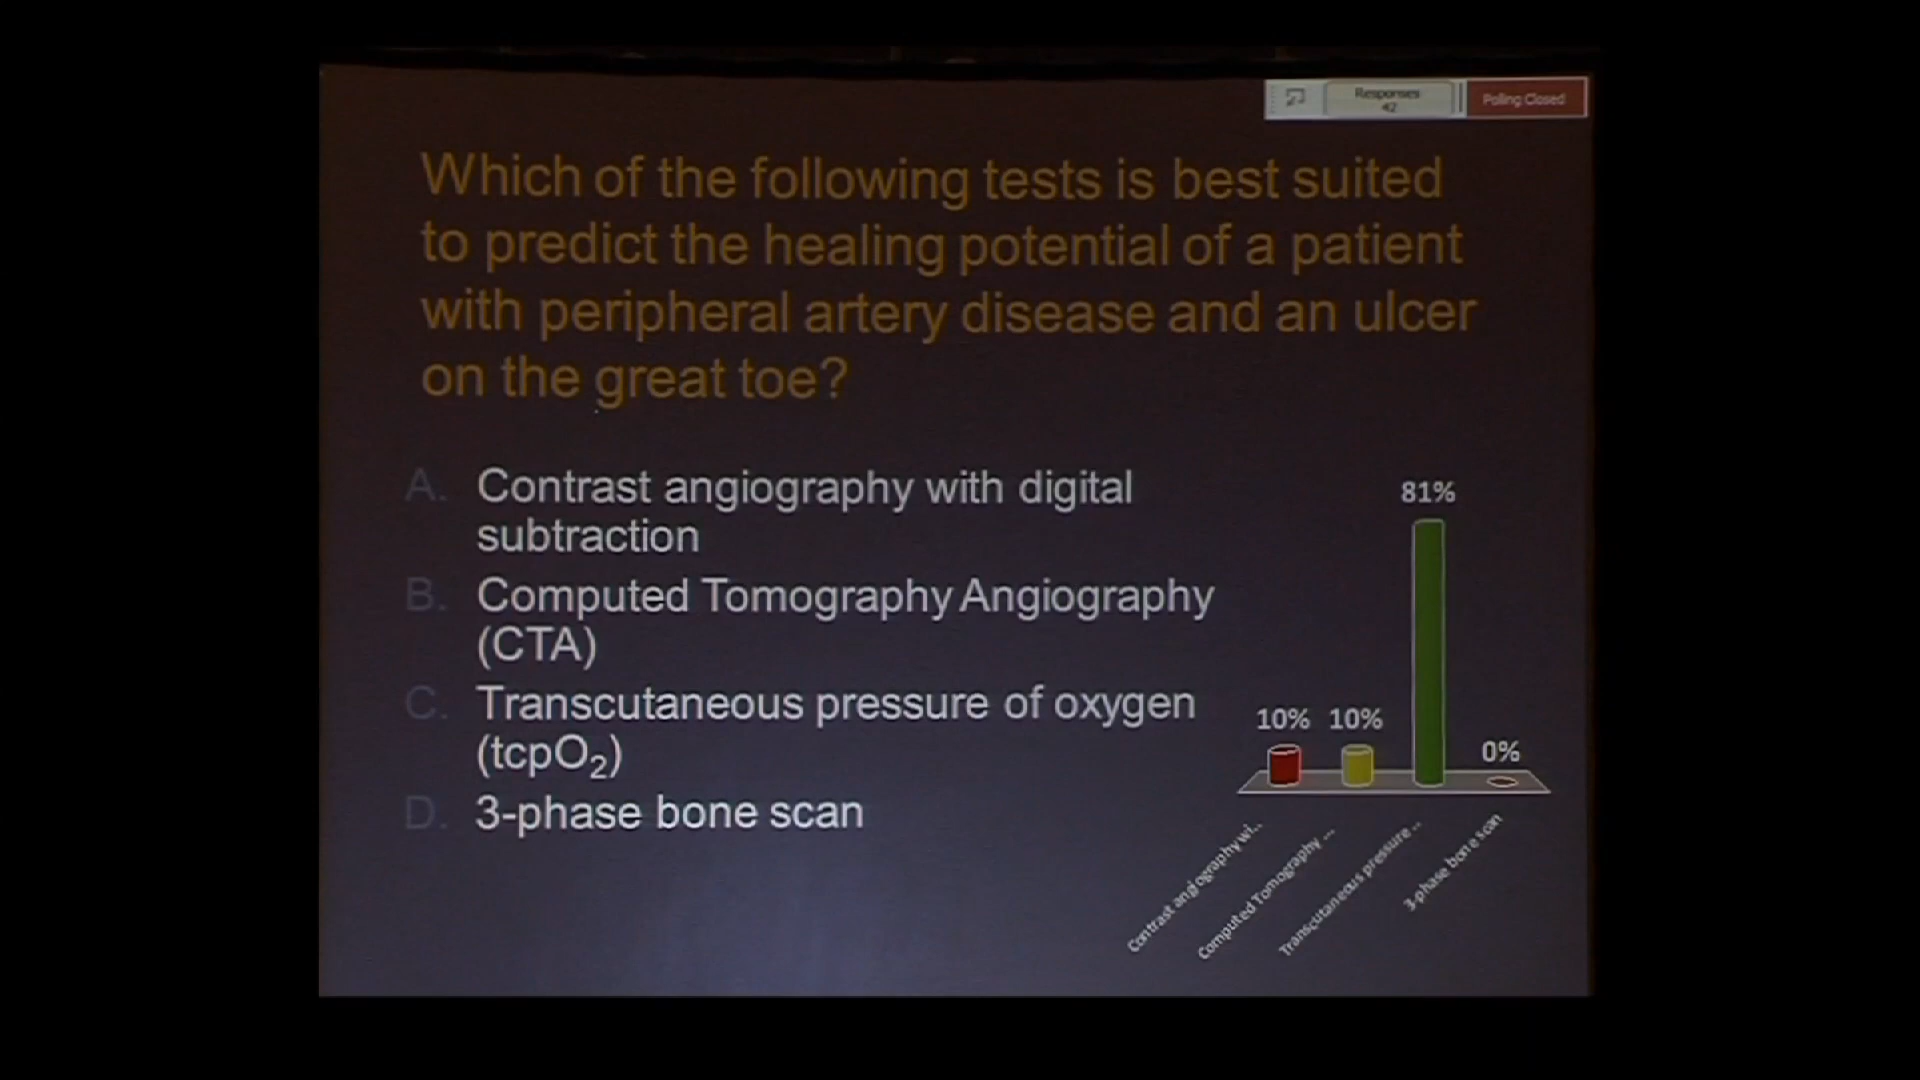 Responses
42
Polling Closed
Which of the following tests is best suited
to predict the healing potential of a patient
with peripheral artery disease and an ulcer
on the great toe?
A. Contrast angiography with digital
subtraction
B. Computed Tomography Angiography
(CTA)
C. Transcutaneous pressure of oxygen
(tcpO₂)
D. 3-phase bone scan
10%
10%
81%
0%
Contrast angiography wi...
Computed Tomography ...
Transcutaneous pressure...
3-phase bone scan